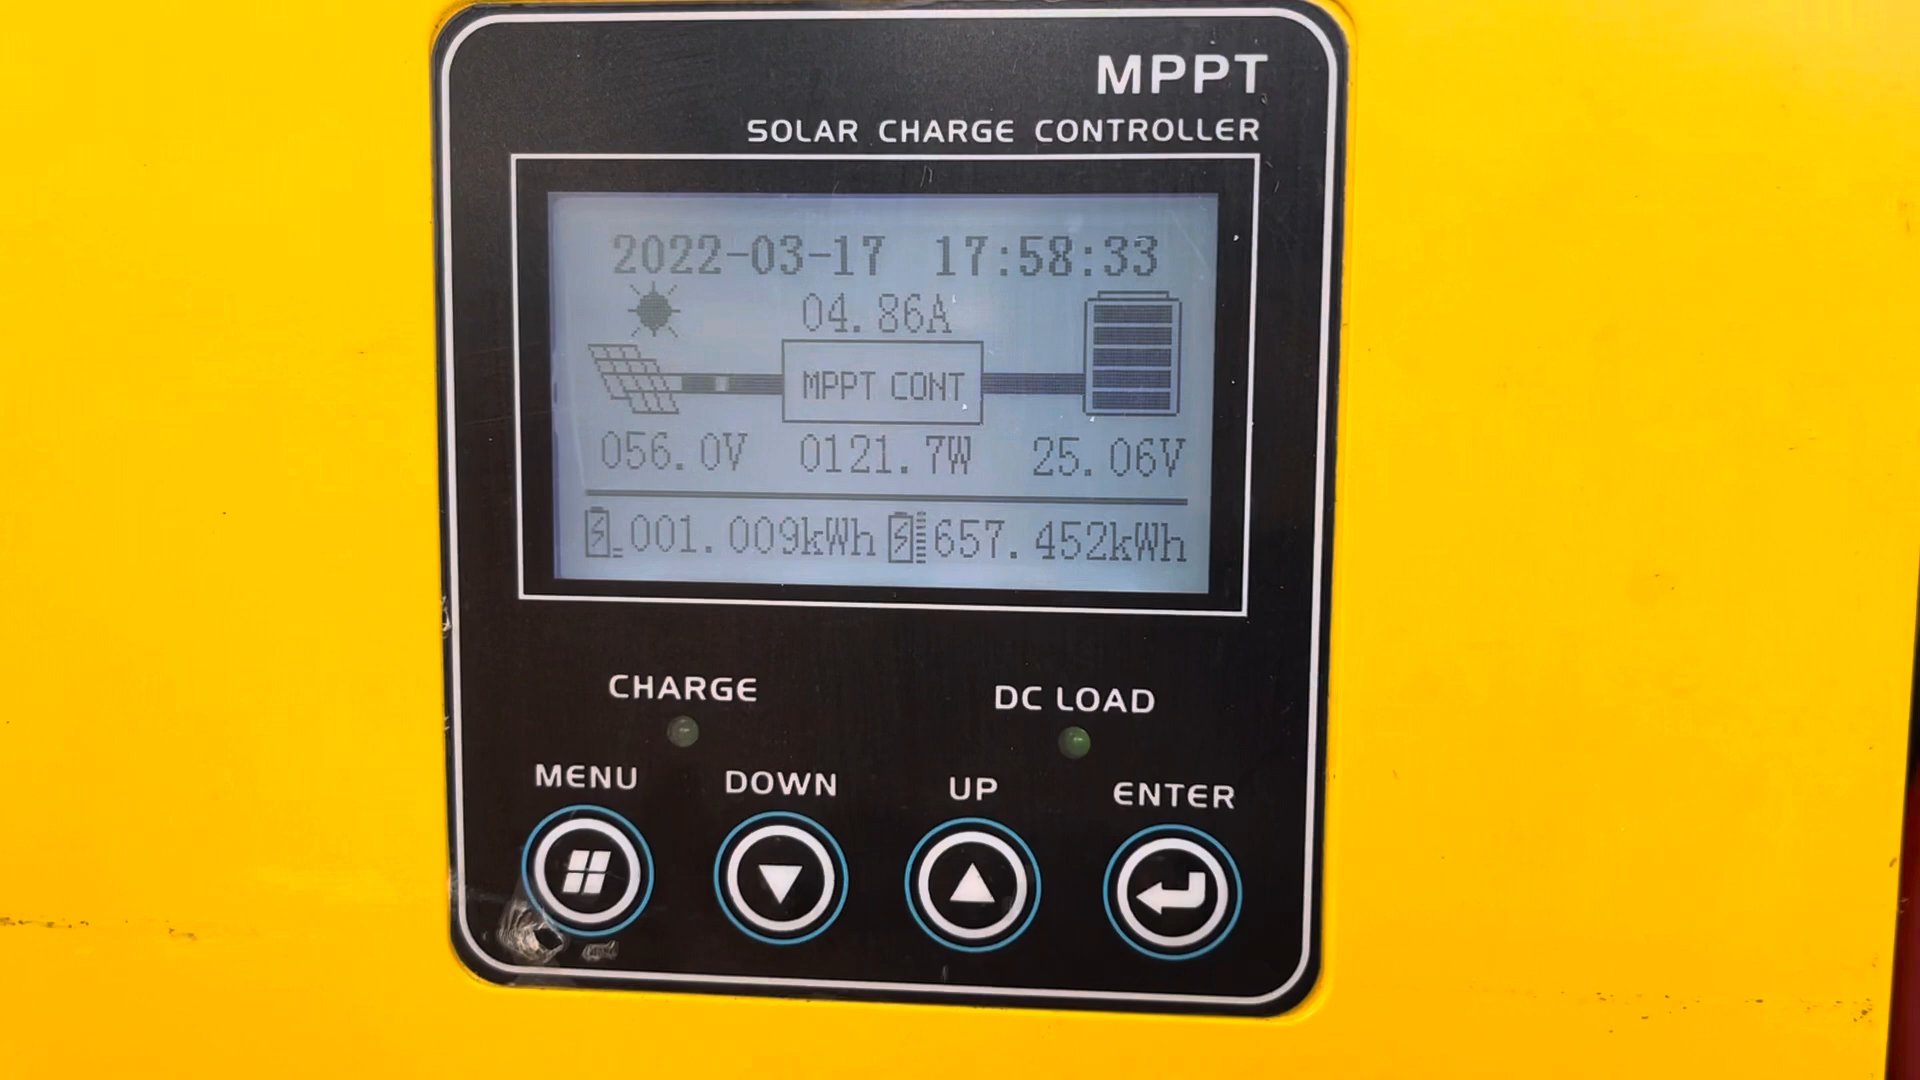 MPPT
SOLAR CHARGE CONTROLLER
2022-03-17 17:58:33
04.86A
MPPT CONT
056.0V 0121.7W 25.06V
001.009kWh 657.452kWh
CHARGE DC LOAD
MENU DOWN UP ENTER